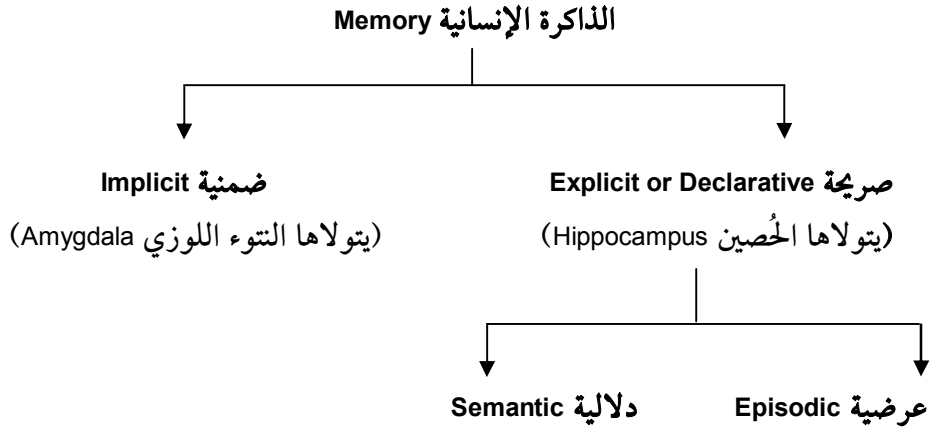 الذاكرة الإنسانية Memory
صريحة Explicit or Declarative
(يتولاها الحُصين Hippocampus)
ضمنية Implicit
(يتولاها النتوء اللوزي Amygdala)
عرضية Episodic
دلالية Semantic